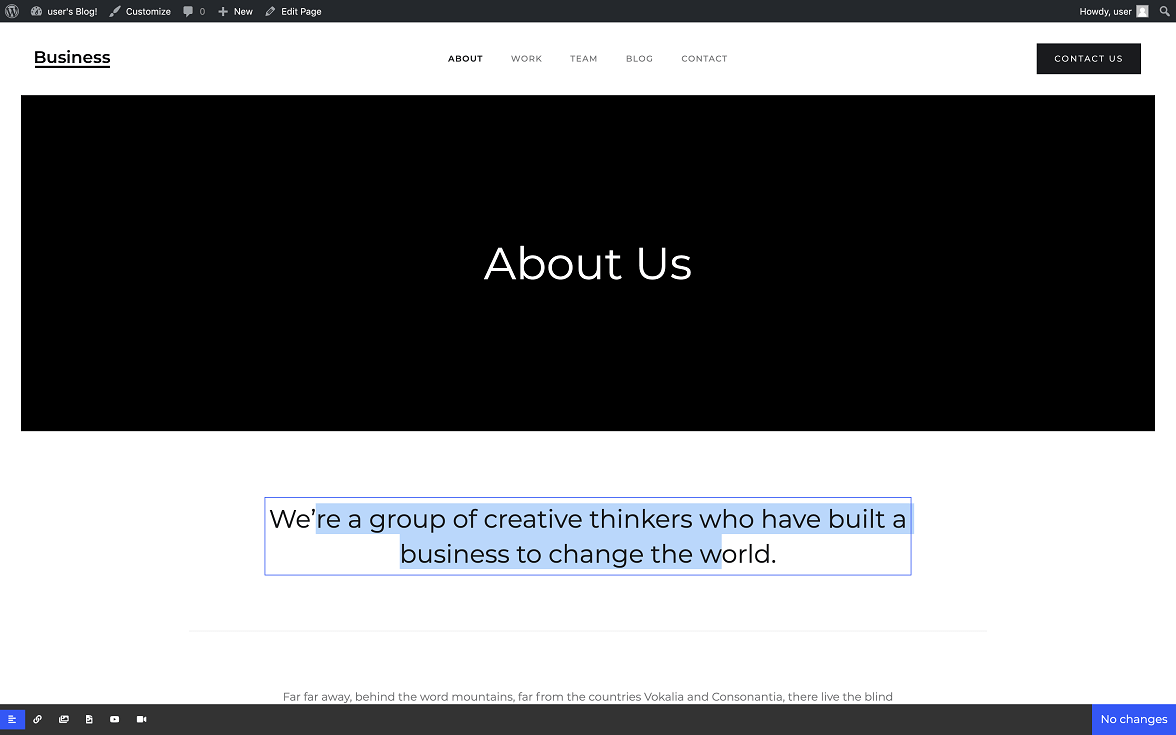 user's Blog! Customize 0 New Edit Page Howdy, user
Business
ABOUT WORK TEAM BLOG CONTACT
CONTACT US
About Us
We're a group of creative thinkers who have built a
business to change the world.
Far far away, behind the word mountains, far from the countries Vokalia and Consonantia, there live the blind
No changes